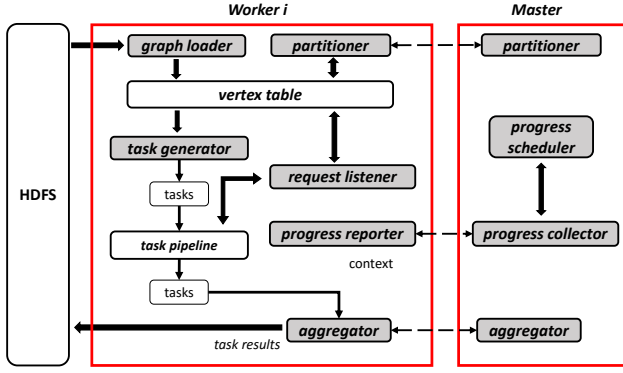 Worker i
Master
graph loader
partitioner
partitioner
vertex table
task generator
progress
scheduler
HDFS
tasks
request listener
task pipeline
progress reporter
progress collector
context
tasks
aggregator
aggregator
task results